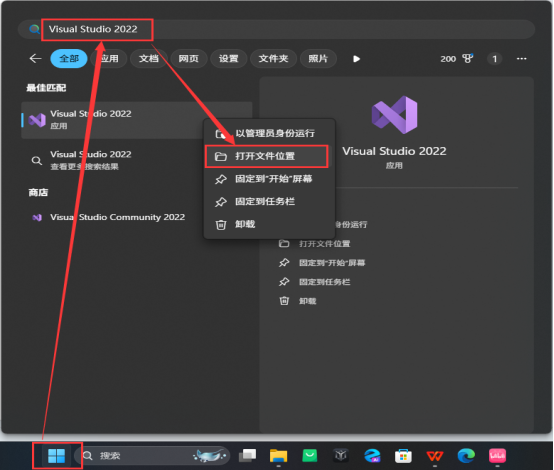 Visual Studio 2022
全部
应用
文档
网页
设置
文件夹
照片
200
1
最佳匹配
Visual Studio 2022
应用
Visual Studio 2022
查看更多搜索结果
商店
Visual Studio Community 2022
以管理员身份运行
打开文件位置
固定到"开始"屏幕
固定到任务栏
卸载
Visual Studio 2022
应用
身份运行
打开文件位置
固定到"开始"屏幕
固定到任务栏
卸载
搜索